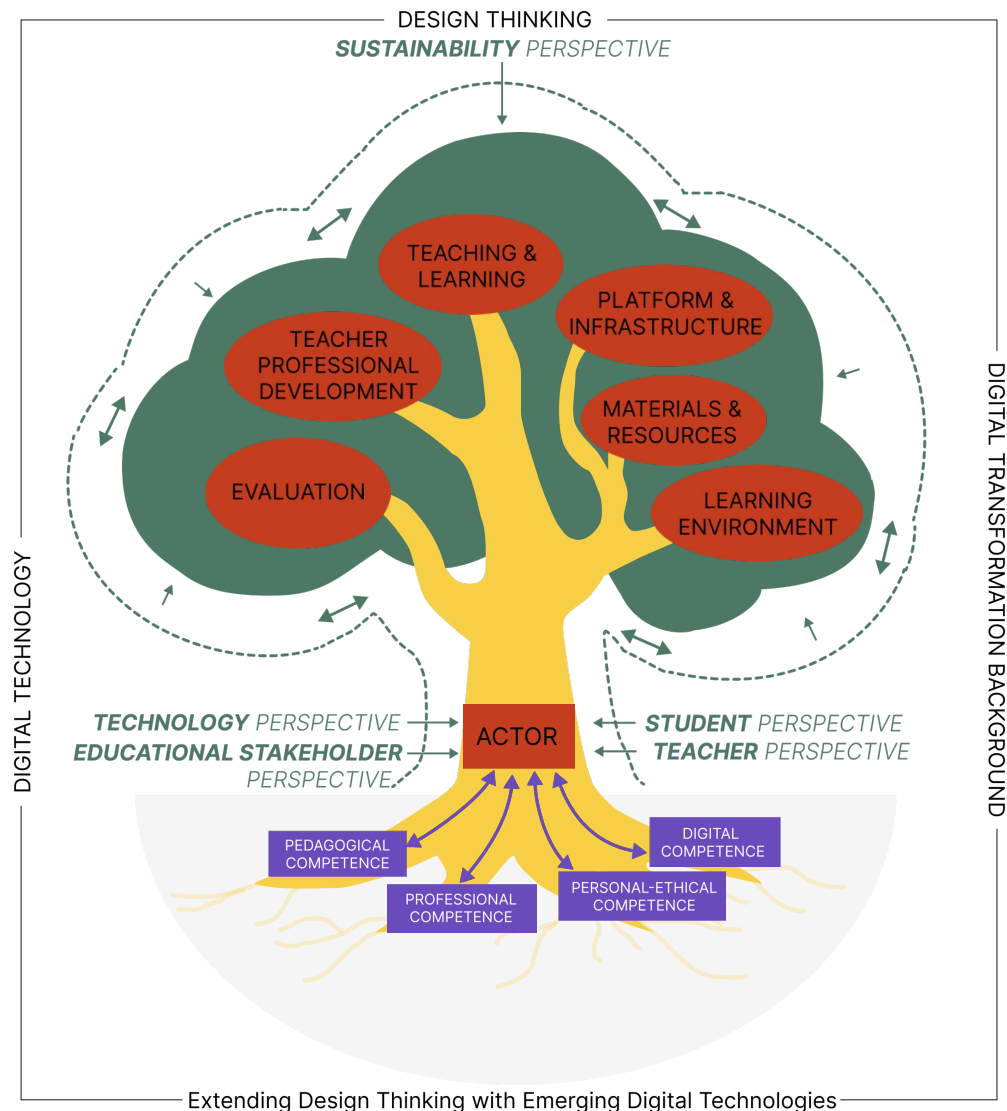 DESIGN THINKING
SUSTAINABILITY PERSPECTIVE
TEACHING &
LEARNING
PLATFORM &
INFRASTRUCTURE
TEACHER
PROFESSIONAL
DEVELOPMENT
MATERIALS &
RESOURCES
EVALUATION
LEARNING
ENVIRONMENT
DIGITAL TECHNOLOGY
DIGITAL TRANSFORMATION BACKGROUND
TECHNOLOGY PERSPECTIVE
EDUCATIONAL STAKEHOLDER
PERSPECTIVE
ACTOR
STUDENT PERSPECTIVE
TEACHER PERSPECTIVE
PEDAGOGICAL
COMPETENCE
PROFESSIONAL
COMPETENCE
PERSONAL-ETHICAL
COMPETENCE
DIGITAL
COMPETENCE
Extending Design Thinking with Emerging Digital Technologies